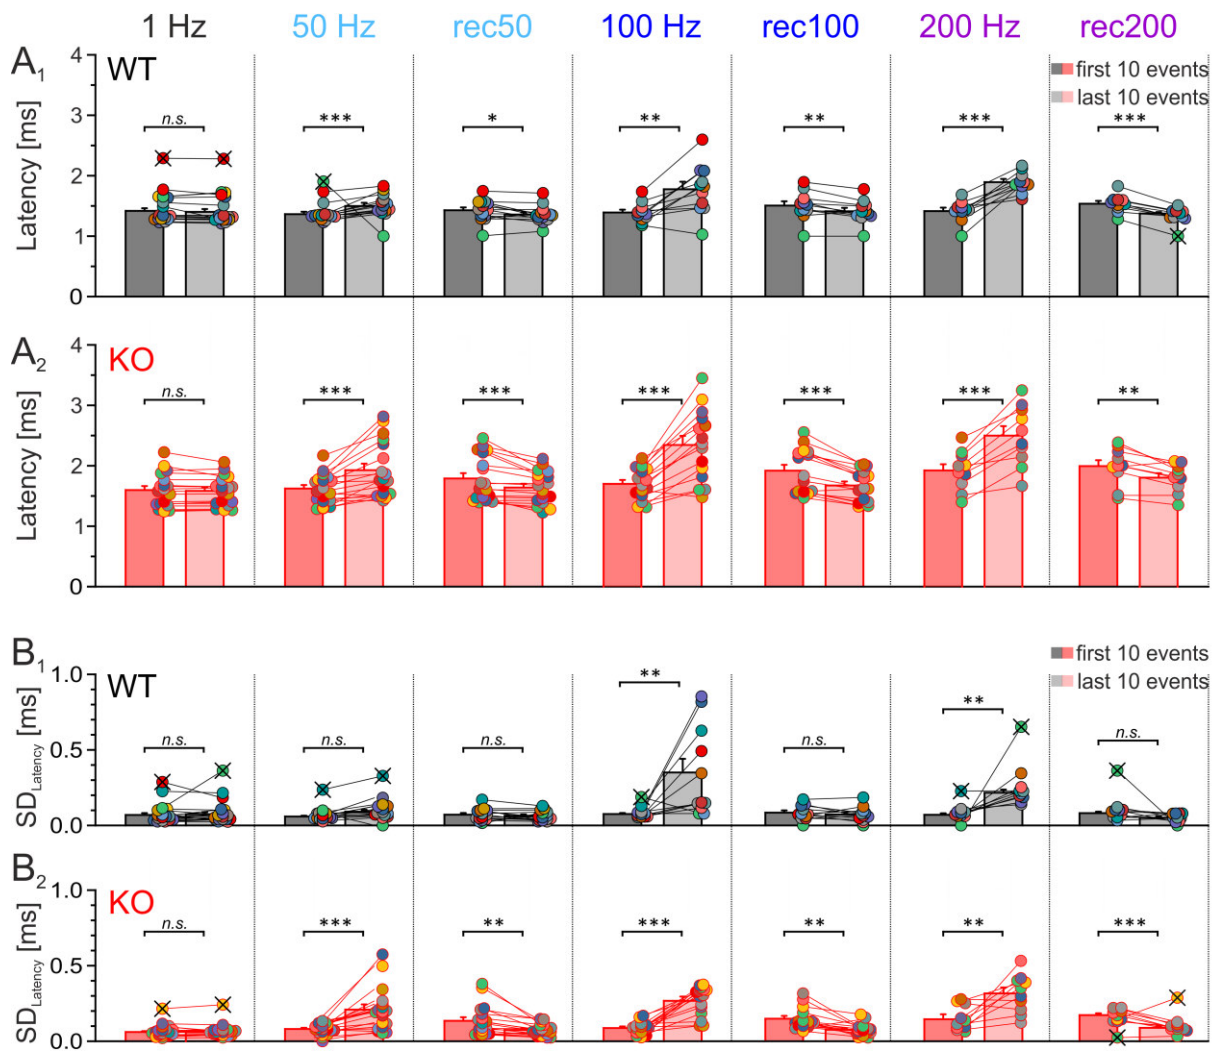 1 Hz 50 Hz rec50 100 Hz rec100 200 Hz rec200
A1
WT
first 10 events
last 10 events
n.s. *** * ** ** *** ***
Latency [ms]
4
3
2
1
0
A2
KO
n.s. *** *** *** *** *** **
Latency [ms]
4
3
2
1
0
B1
WT
first 10 events
last 10 events
n.s. n.s. n.s. ** n.s. ** n.s.
SDLatency [ms]
1.0
0.5
0.0
B2
KO
n.s. *** ** *** ** ** ***
SDLatency [ms]
1.0
0.5
0.0